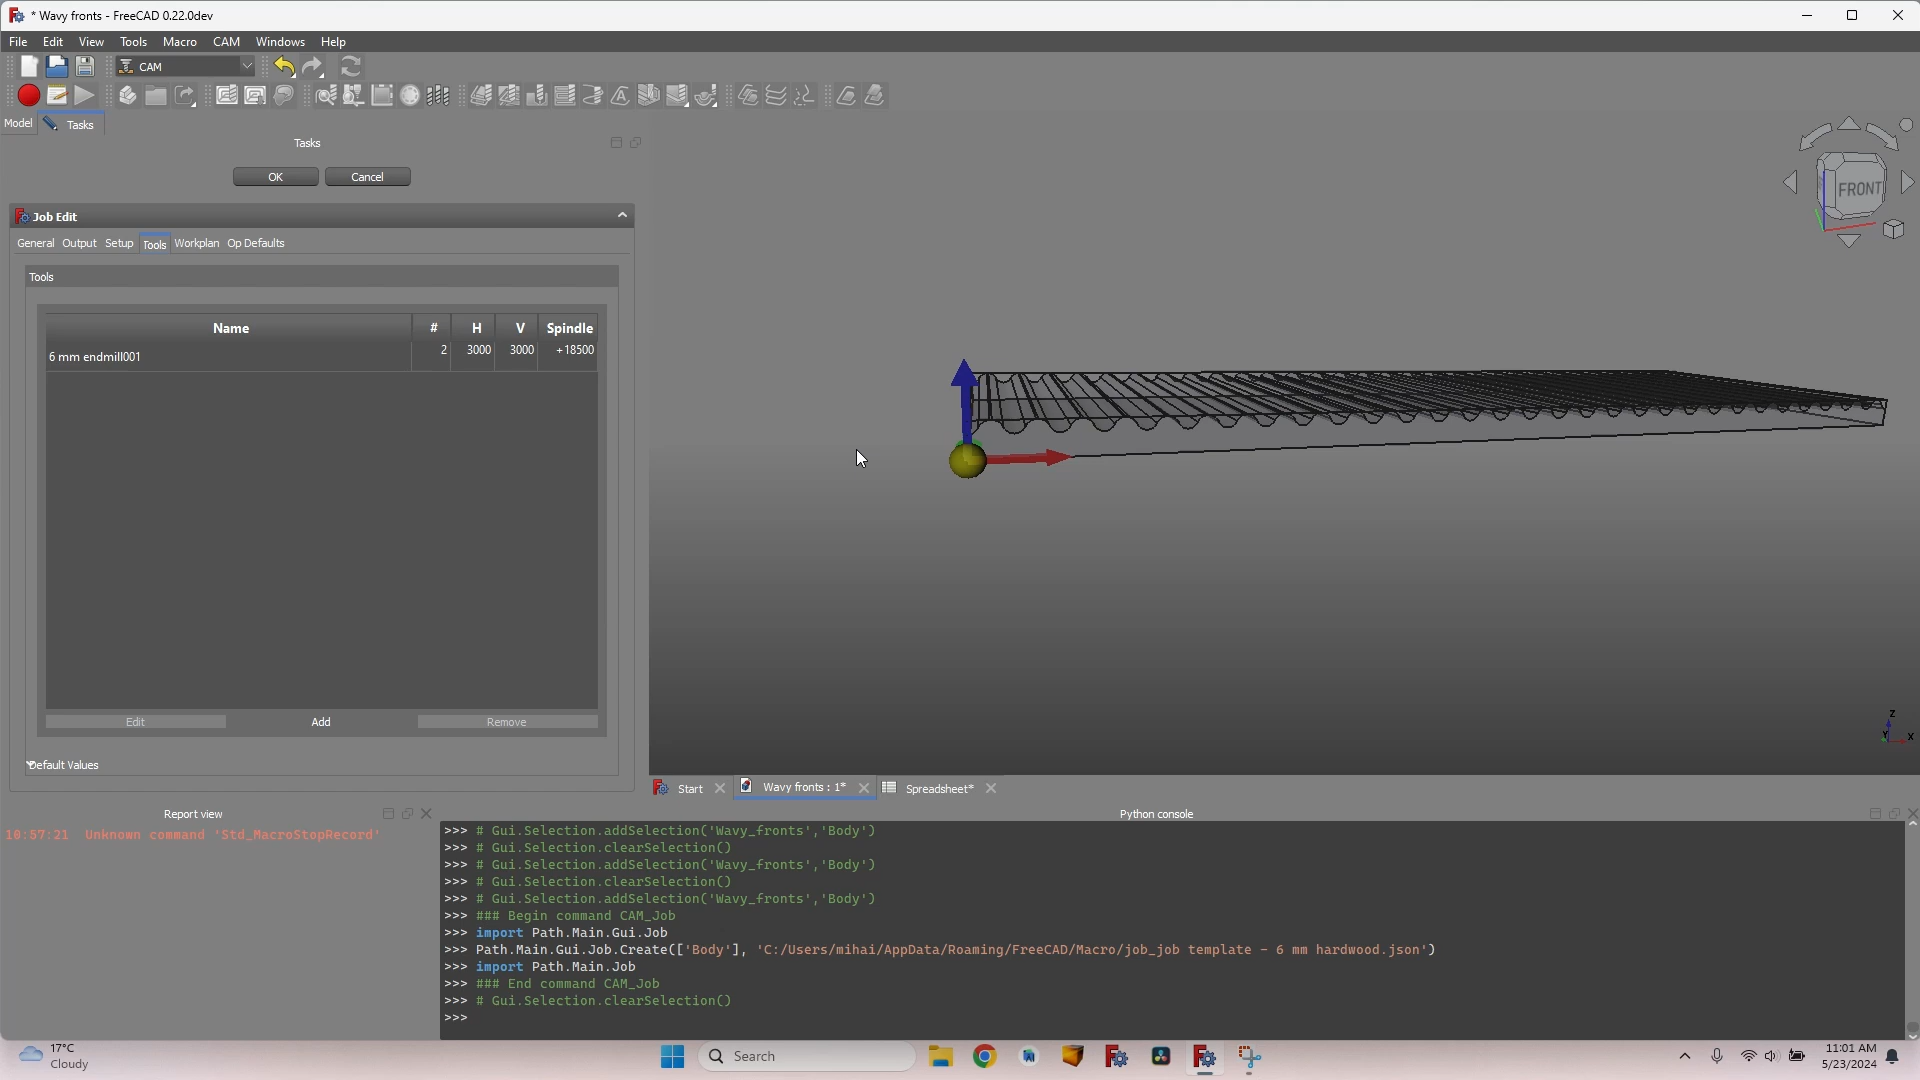 * Wavy fronts - FreeCAD 0.22.0dev
File Edit View Tools Macro CAM Windows Help
CAM
Model Tasks
Tasks
OK Cancel
Job Edit
General Output Setup Tools Workplan Op Defaults
Tools
Name # H V Spindle
6 mm endmill001 2 3000 3000 +18500
Edit Add Remove
Default Values
FRONT
Z
Y X
Start Wavy fronts : 1* Spreadsheet*
Report view
10:57:21 Unknown command 'Std_MacroStopRecord'
Python console
>>> # Gui.Selection.addSelection('Wavy_fronts','Body')
>>> # Gui.Selection.clearSelection()
>>> # Gui.Selection.addSelection('Wavy_fronts','Body')
>>> # Gui.Selection.clearSelection()
>>> # Gui.Selection.addSelection('Wavy_fronts','Body')
>>> ### Begin command CAM_Job
>>> import Path.Main.Gui.Job
>>> Path.Main.Gui.Job.Create(['Body'], 'C:/Users/mihai/AppData/Roaming/FreeCAD/Macro/job_job template - 6 mm hardwood.json')
>>> import Path.Main.Job
>>> ### End command CAM_Job
>>> # Gui.Selection.clearSelection()
>>>
17°C
Cloudy
Search
11:01 AM
5/23/2024